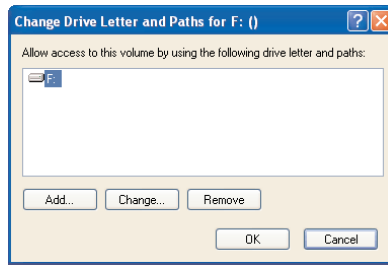 Change Drive Letter and Paths for F: ()
Allow access to this volume by using the following drive letter and paths:
F:
Add... Change... Remove
OK Cancel